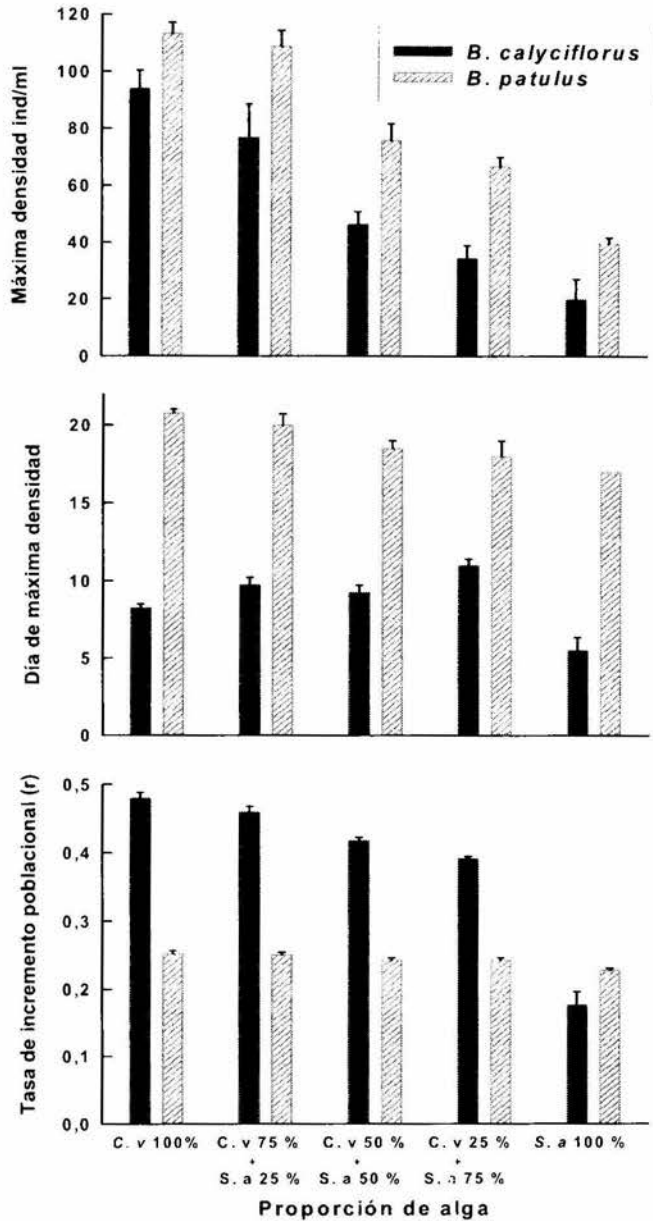 120
100
80
60
40
20
0
Máxima densidad ind/ml
B. calyciflorus
B. patulus
20
15
10
5
0
Dia de máxima densidad
0,5
0,4
0,3
0,2
0,1
0,0
Tasa de incremento poblacional (r)
C. v 100% C. v 75 % C. v 50 % C. v 25 % S. a 100 %
+ + +
S. a 25 % S. a 50 % S. a 75 %
Proporción de alga